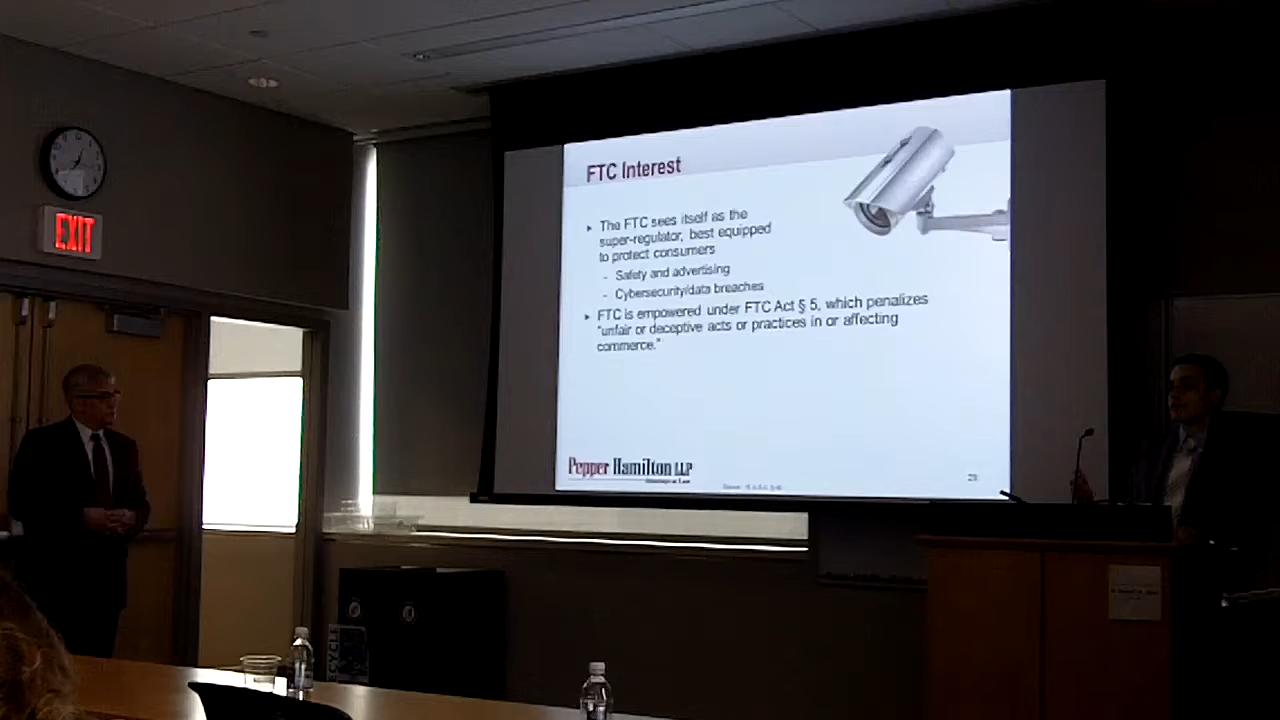 EXIT
FTC Interest
The FTC sees itself as the
super-regulator, best equipped
to protect consumers
- Safety and advertising
- Cybersecurity/data breaches
FTC is empowered under FTC Act § 5, which penalizes
"unfair or deceptive acts or practices in or affecting
commerce."
Pepper Hamilton LLP
Attorneys at Law
CYCLE